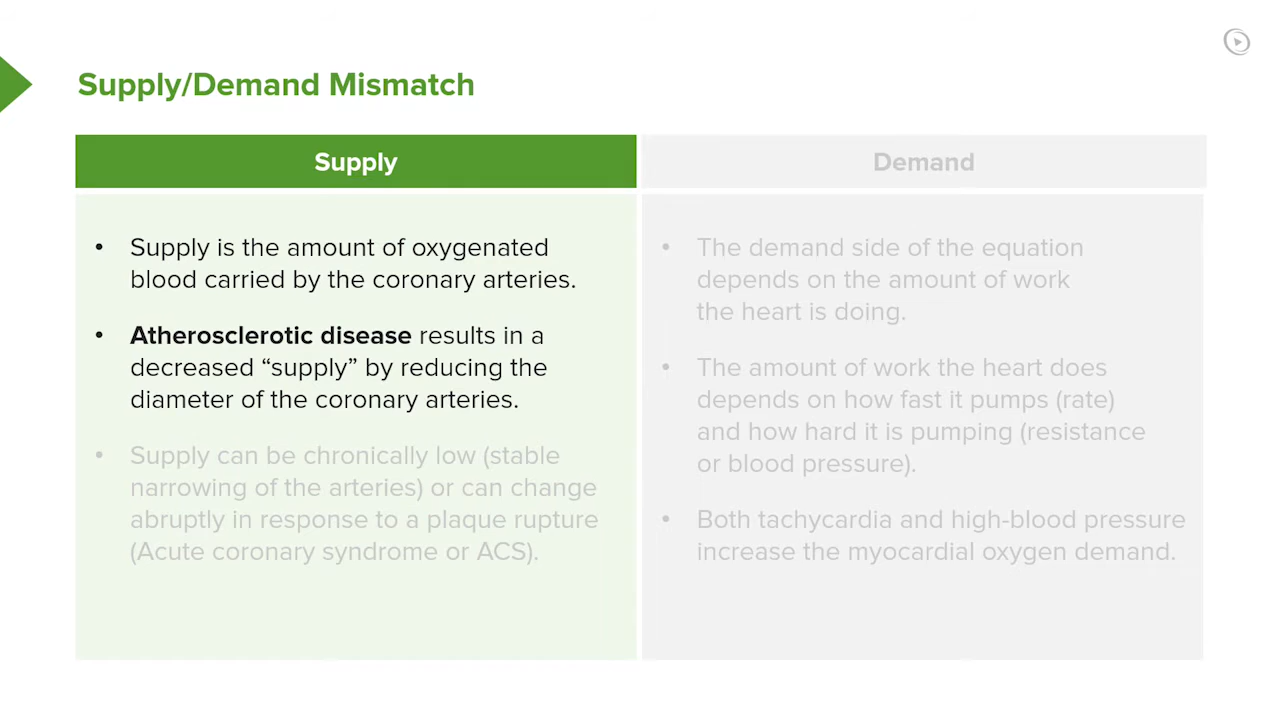 Supply/Demand Mismatch
Supply
• Supply is the amount of oxygenated
blood carried by the coronary arteries.
• Atherosclerotic disease results in a
decreased “supply” by reducing the
diameter of the coronary arteries.
• Supply can be chronically low (stable
narrowing of the arteries) or can change
abruptly in response to a plaque rupture
(Acute coronary syndrome or ACS).
Demand
• The demand side of the equation
depends on the amount of work
the heart is doing.
• The amount of work the heart does
depends on how fast it pumps (rate)
and how hard it is pumping (resistance
or blood pressure).
• Both tachycardia and high-blood pressure
increase the myocardial oxygen demand.